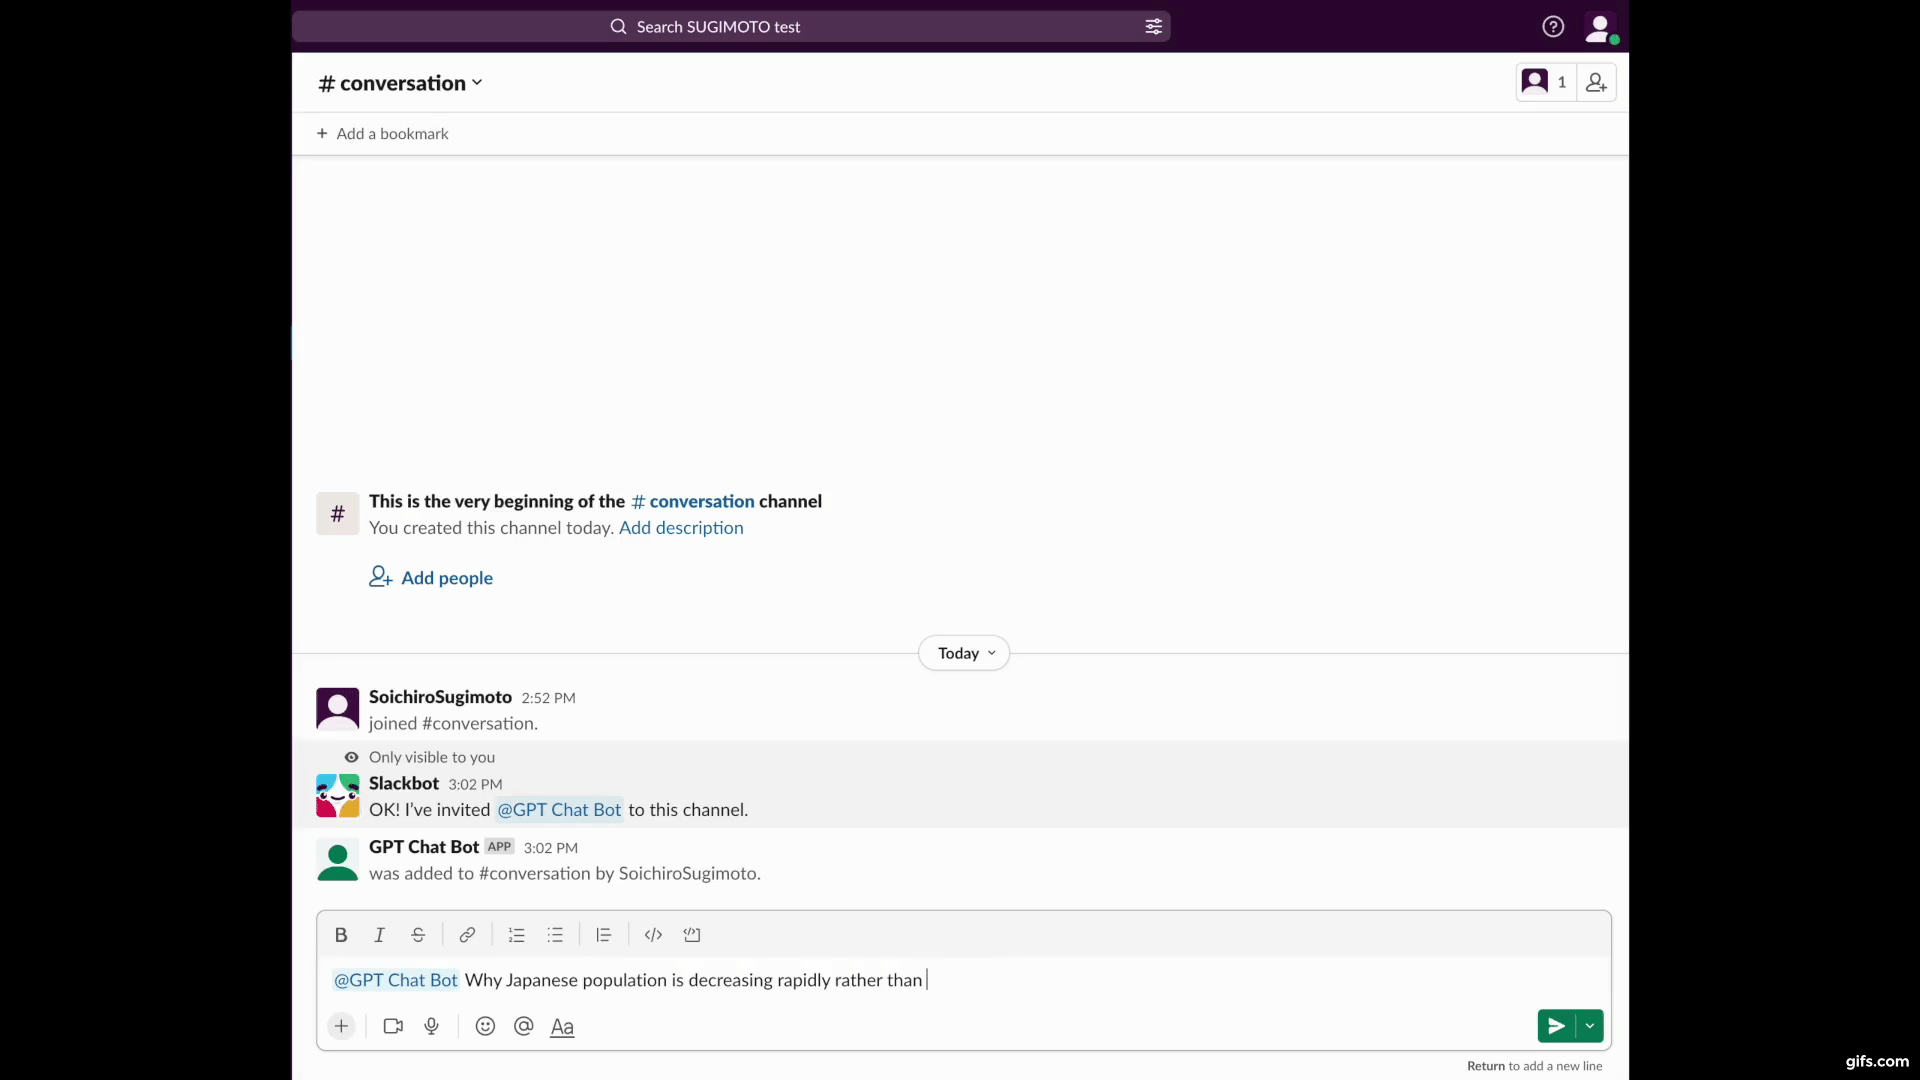 Search SUGIMOTO test
# conversation
1
+ Add a bookmark
# This is the very beginning of the # conversation channel
You created this channel today. Add description
Add people
Today
SoichiroSugimoto 2:52 PM
joined #conversation.
Only visible to you
Slackbot 3:02 PM
OK! I’ve invited @GPT Chat Bot to this channel.
GPT Chat Bot APP 3:02 PM
was added to #conversation by SoichiroSugimoto.
@GPT Chat Bot Why Japanese population is decreasing rapidly rather than
Aa
Return to add a new line
gifs.com